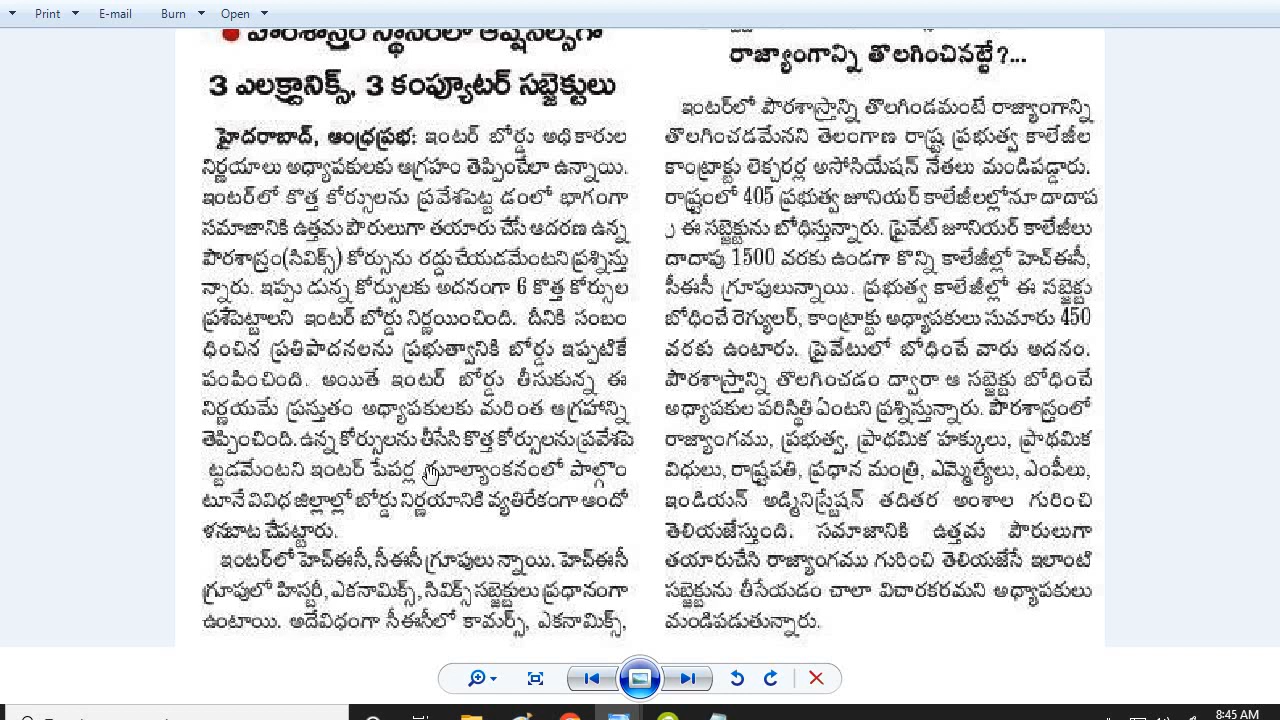 Print
E-mail
Burn
Open
3 ఎలక్ట్రానిక్స్, 3 కంప్యూటర్ సబ్జెక్టులు
హైదరాబాద్, ఆంధ్రప్రభ: ఇంటర్ బోర్డు అధికారుల
నిర్ణయాలు అధ్యాపకులకు ఆగ్రహం తెప్పించేలా ఉన్నాయి.
ఇంటర్‌లో కొత్త కోర్సులను ప్రవేశపెట్ట డంలో భాగంగా
సమాజానికి ఉత్తమ పౌరులుగా తయారు చేసే ఆదరణ ఉన్న
పౌరశాస్త్రం(సివిక్స్) కోర్సును రద్దుచేయడమేంటని ప్రశ్నిస్తు
న్నారు. ఇప్పు డున్న కోర్సులకు అదనంగా 6 కొత్త కోర్సుల
ప్రశేపెట్టాలని ఇంటర్ బోర్డు నిర్ణయించింది. దీనికి సంబం
ధించిన ప్రతిపాదనలను ప్రభుత్వానికి బోర్డు ఇప్పటికే
పంపించింది. అయితే ఇంటర్ బోర్డు తీసుకున్న ఈ
నిర్ణయమే ప్రస్తుతం అధ్యాపకులకు మరింత ఆగ్రహాన్ని
తెప్పించింది. ఉన్న కోర్సులను తీసేసి కొత్త కోర్సులను ప్రవేశపె
ట్టడమేంటని ఇంటర్ పేపర్ల మూల్యాంకనంలో పాల్గొం
టూనే వివిధ జిల్లాల్లో బోర్డు నిర్ణయానికి వ్యతిరేకంగా ఆందో
ళనబాట చేపట్టారు.
ఇంటర్‌లో హెచ్ఈసీ, సీఈసీ గ్రూపులు న్నాయి. హెచ్ఈసీ
గ్రూపులో హిస్టరీ, ఎకనామిక్స్, సివిక్స్ సబ్జెక్టులు ప్రధానంగా
ఉంటాయి. అదేవిధంగా సీఈసీలో కామర్స్, ఎకనామిక్స్,
రాజ్యాంగాన్ని తొలగించినట్టే?...
ఇంటర్‌లో పౌరశాస్త్రాన్ని తొలగిండమంటే రాజ్యాంగాన్ని
తొలగించడమేనని తెలంగాణ రాష్ట్ర ప్రభుత్వ కాలేజీల
కాంట్రాక్టు లెక్చరర్ల అసోసియేషన్ నేతలు మండిపడ్డారు.
రాష్ట్రంలో 405 ప్రభుత్వ జూనియర్ కాలేజీలల్లోనూ దాదాప
ు ఈ సబ్జెక్టును బోధిస్తున్నారు. ప్రైవేట్ జూనియర్ కాలేజీలు
దాదాపు 1500 వరకు ఉండగా కొన్ని కాలేజీల్లో హెచ్ఈసీ,
సీఈసీ గ్రూపులున్నాయి. ప్రభుత్వ కాలేజీల్లో ఈ సబ్జెక్టు
బోధించే రెగ్యులర్, కాంట్రాక్టు అధ్యాపకులు సుమారు 450
వరకు ఉంటారు. ప్రైవేటులో బోధించే వారు అదనం.
పౌరశాస్త్రాన్ని తొలగించడం ద్వారా ఆ సబ్జెక్టు బోధించే
అధ్యాపకుల పరిస్థితి ఏంటని ప్రశ్నిస్తున్నారు. పౌరశాస్త్రంలో
రాజ్యాంగము, ప్రభుత్వ, ప్రాథమిక హక్కులు, ప్రాథమిక
విధులు, రాష్ట్రపతి, ప్రధాన మంత్రి, ఎమ్మెల్యేలు, ఎంపీలు,
ఇండియన్ అడ్మినిస్ట్రేషన్ తదితర అంశాల గురించి
తెలియజేస్తుంది. సమాజానికి ఉత్తమ పౌరులుగా
తయారుచేసి రాజ్యాంగము గురించి తెలియజేసే ఇలాంటి
సబ్జెక్టును తీసేయడం చాలా విచారకరమని అధ్యాపకులు
మండిపడుతున్నారు.
8:45 AM